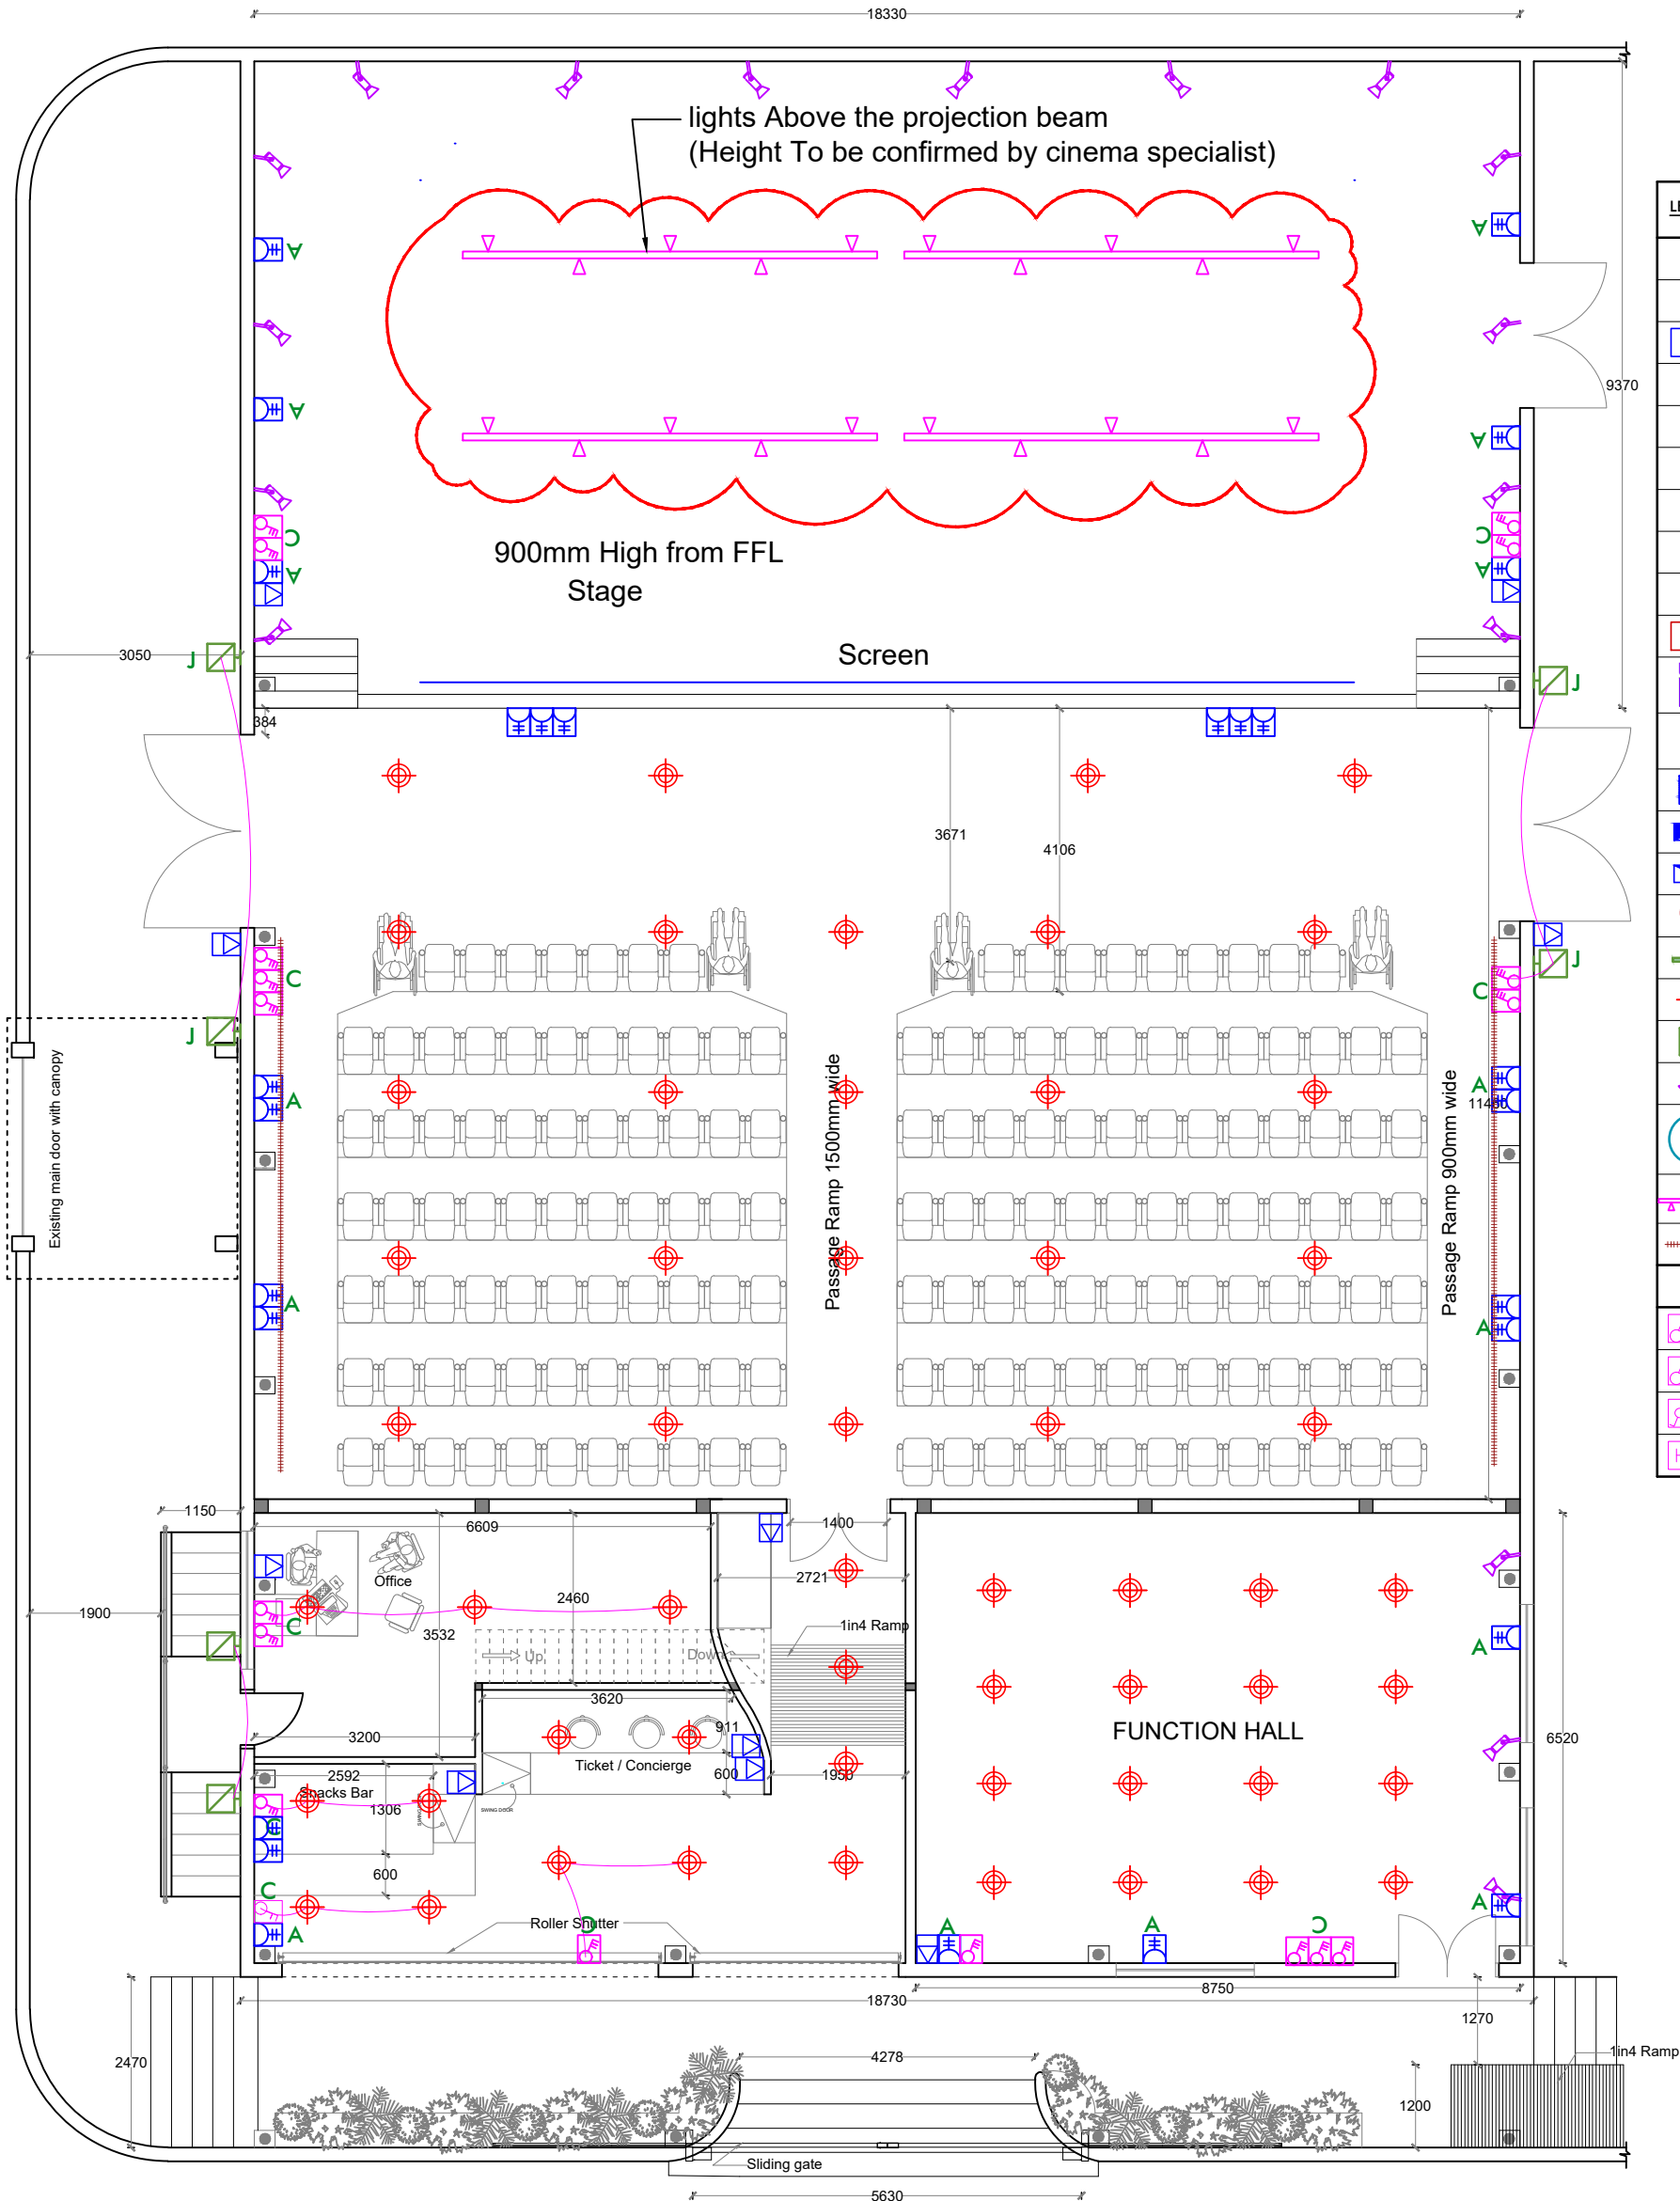 18330
lights Above the projection beam
(Height To be confirmed by cinema specialist)
A
A
9370
A
A
C
C
A
A
900mm High from FFL
Stage
3050
J
Screen
J
384
3671
4106
C
C
J
J
Existing main door with canopy
Passage Ramp 1500mm wide
Passage Ramp 900mm wide
A
A
A
A
1150
6609
1400
2721
Office
2460
1900
C
3532
1in4 Ramp
A
Up
Down
3620
911
FUNCTION HALL
3200
Ticket / Concierge
6520
2592
600
1950
Snacks Bar
1306
SWING DOOR
C
600
C
A
A
Roller Shutter
C
A
A
C
8750
18730
1270
2470
4278
1in4 Ramp
1200
Sliding gate
5630